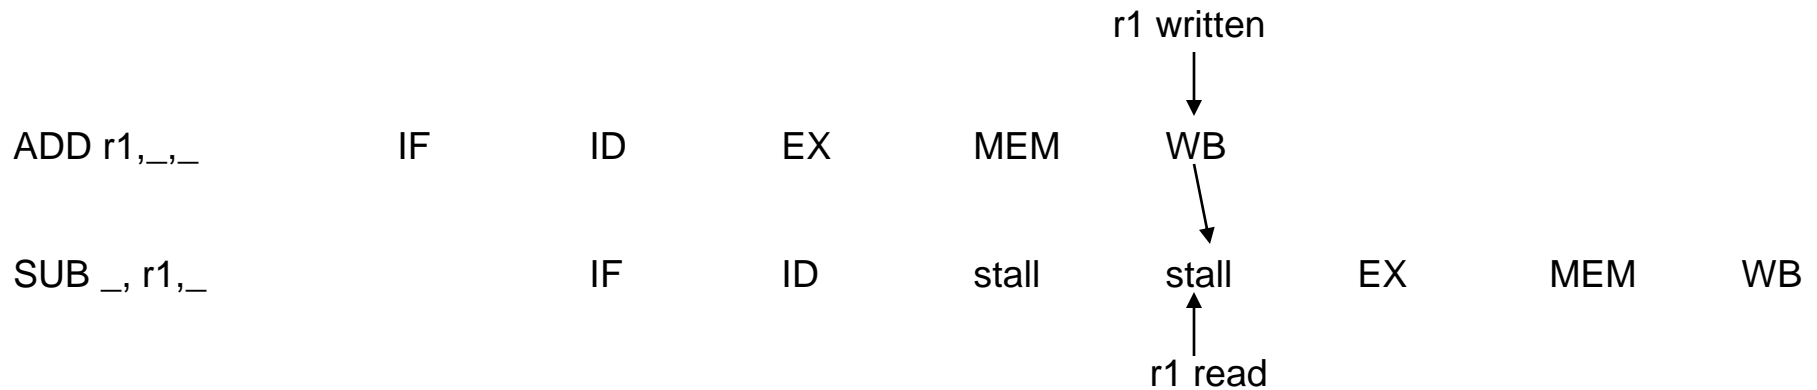 r1 written
ADD r1,_,_ IF ID EX MEM WB
SUB _, r1,_ IF ID stall stall EX MEM WB
r1 read